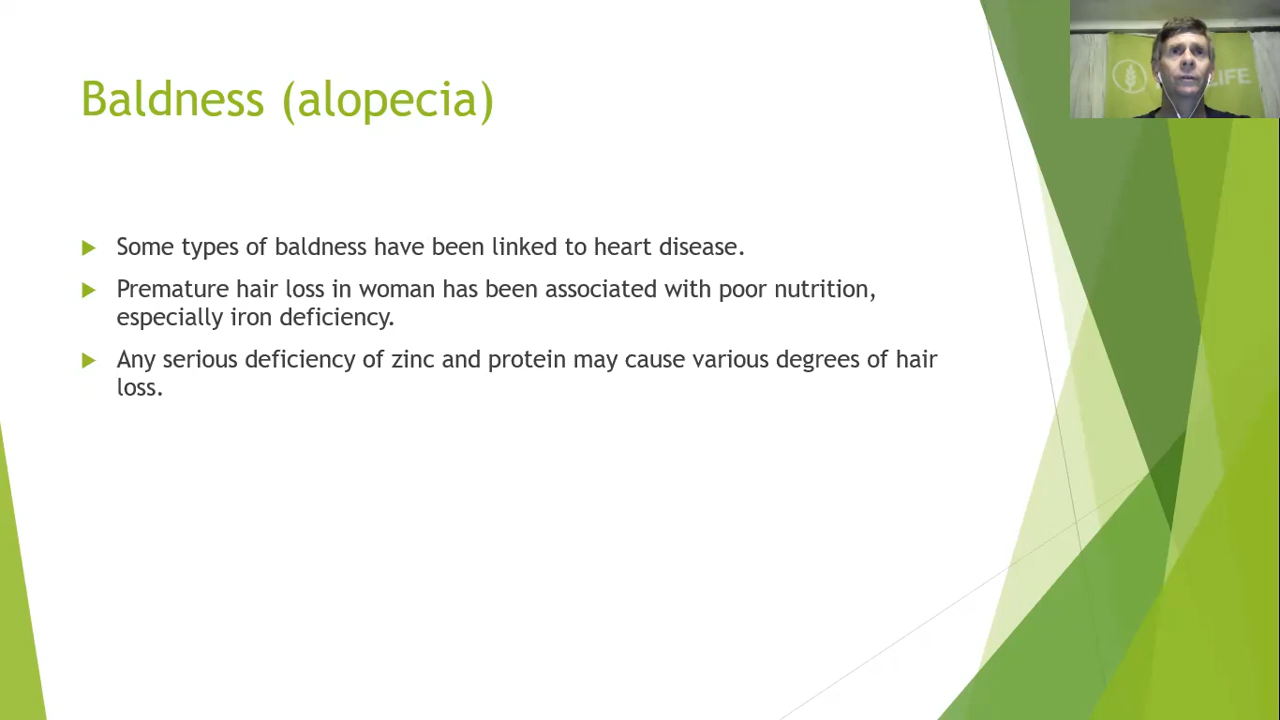 Baldness (alopecia)
LIFE
Some types of baldness have been linked to heart disease.
Premature hair loss in woman has been associated with poor nutrition,
especially iron deficiency.
Any serious deficiency of zinc and protein may cause various degrees of hair
loss.